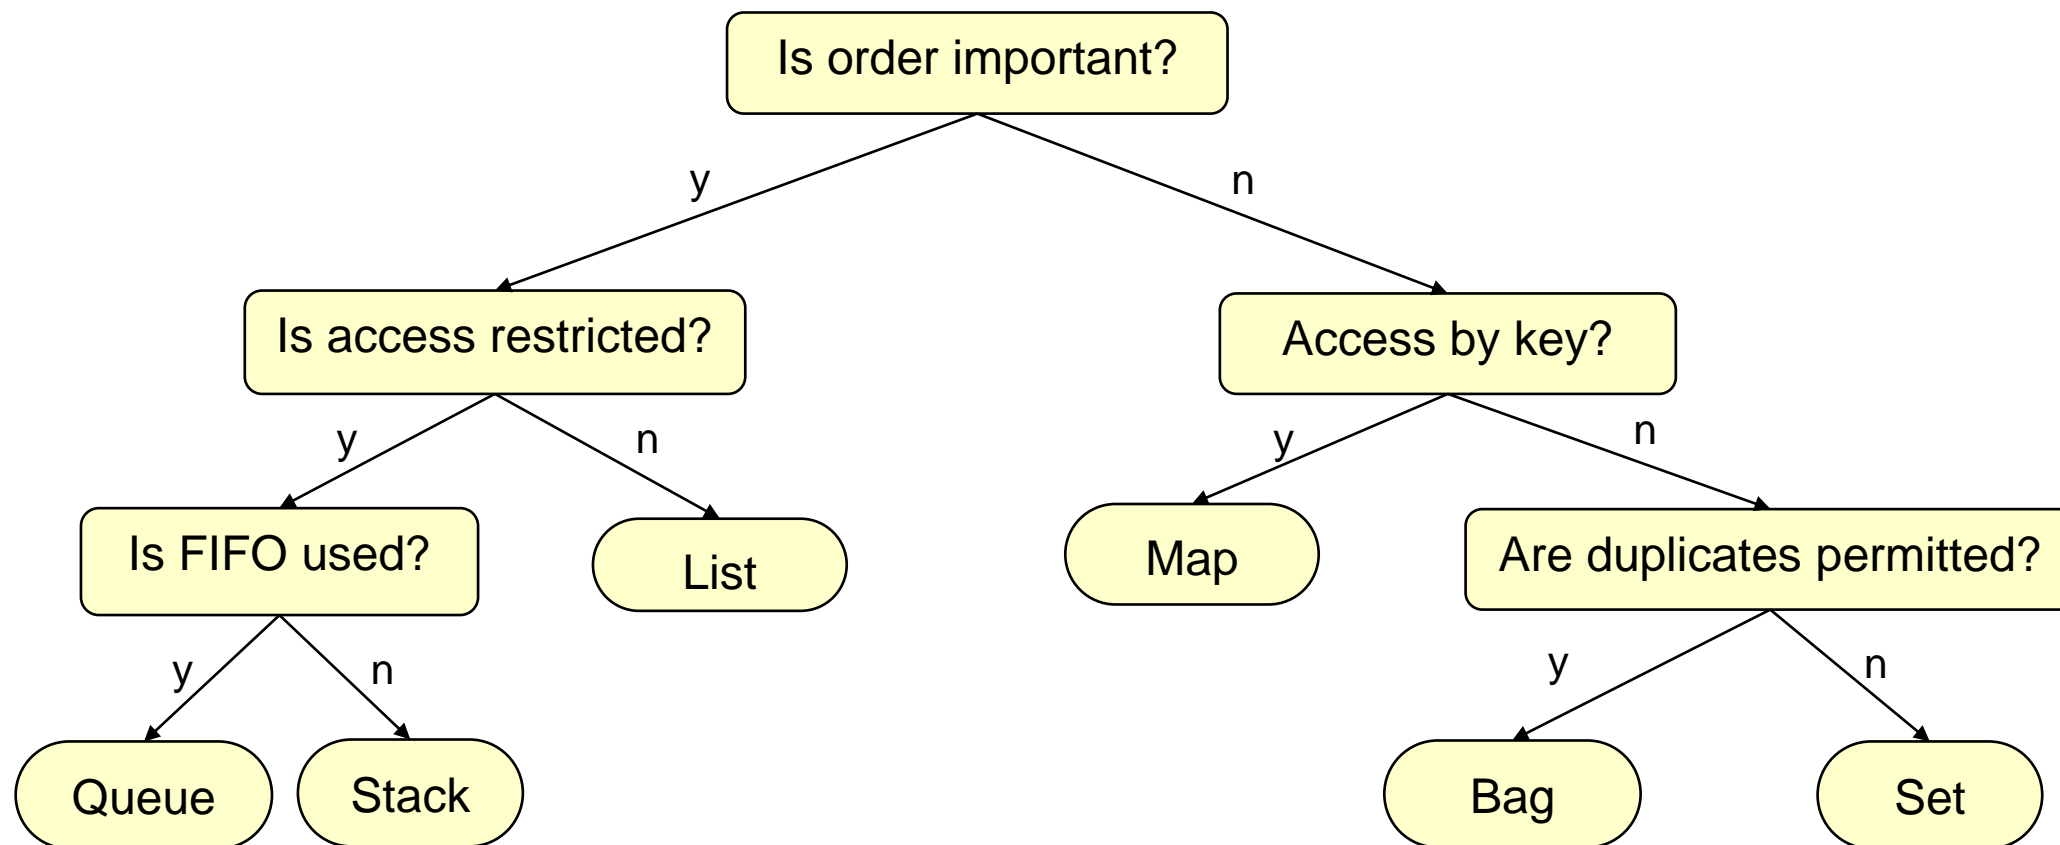 Is order important?
y
n
Is access restricted?
Access by key?
y
n
y
n
Is FIFO used?
List
Map
Are duplicates permitted?
y
n
y
n
Queue
Stack
Bag
Set